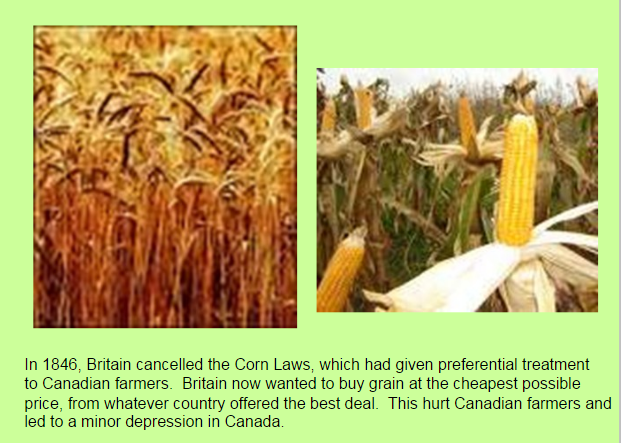 In 1846, Britain cancelled the Corn Laws, which had given preferential treatment
to Canadian farmers.  Britain now wanted to buy grain at the cheapest possible
price, from whatever country offered the best deal.  This hurt Canadian farmers and
led to a minor depression in Canada.